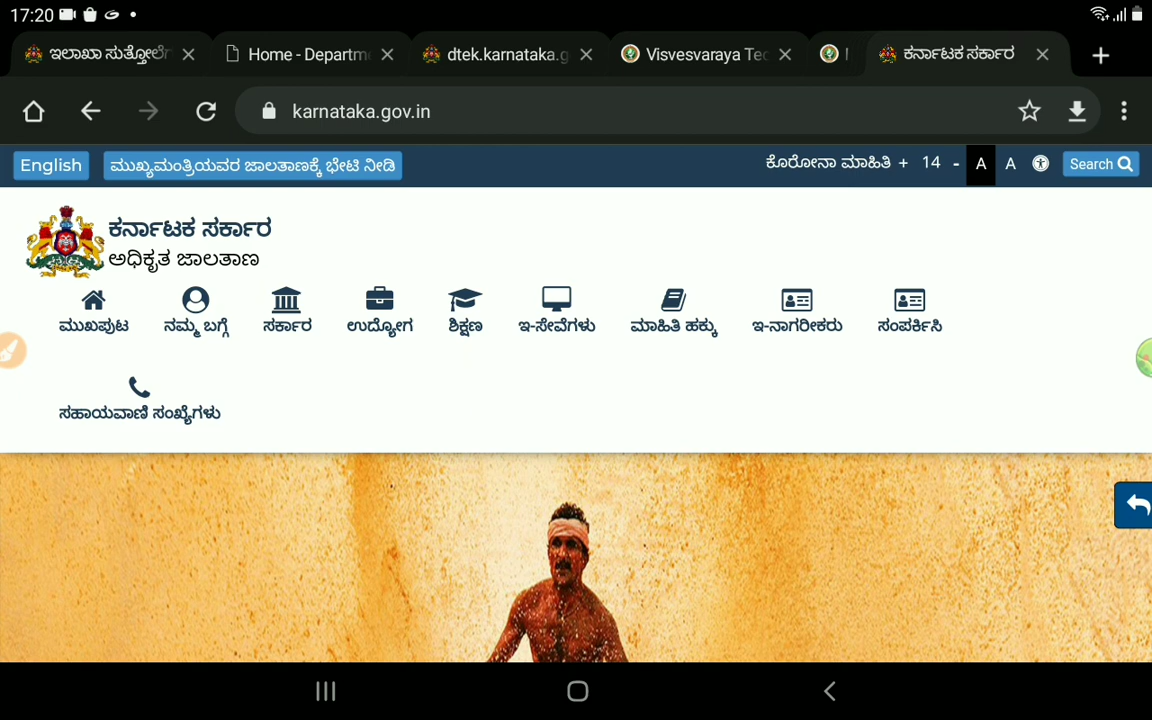 17:20
ಇಲಾಖಾ ಸುತ್ತೋಲೆಗ
Home - Departm
dtek.karnataka.g
Visvesvaraya Tec
ಕರ್ನಾಟಕ ಸರ್ಕಾರ
karnataka.gov.in
English ಮುಖ್ಯಮಂತ್ರಿಯವರ ಜಾಲತಾಣಕ್ಕೆ ಭೇಟಿ ನೀಡಿ ಕೊರೋನಾ ಮಾಹಿತಿ + 14 - A A Search
ಕರ್ನಾಟಕ ಸರ್ಕಾರ
ಅಧಿಕೃತ ಜಾಲತಾಣ
ಮುಖಪುಟ ನಮ್ಮ ಬಗ್ಗೆ ಸರ್ಕಾರ ಉದ್ಯೋಗ ಶಿಕ್ಷಣ ಇ-ಸೇವೆಗಳು ಮಾಹಿತಿ ಹಕ್ಕು ಇ-ನಾಗರೀಕರು ಸಂಪರ್ಕಿಸಿ
ಸಹಾಯವಾಣಿ ಸಂಖ್ಯೆಗಳು